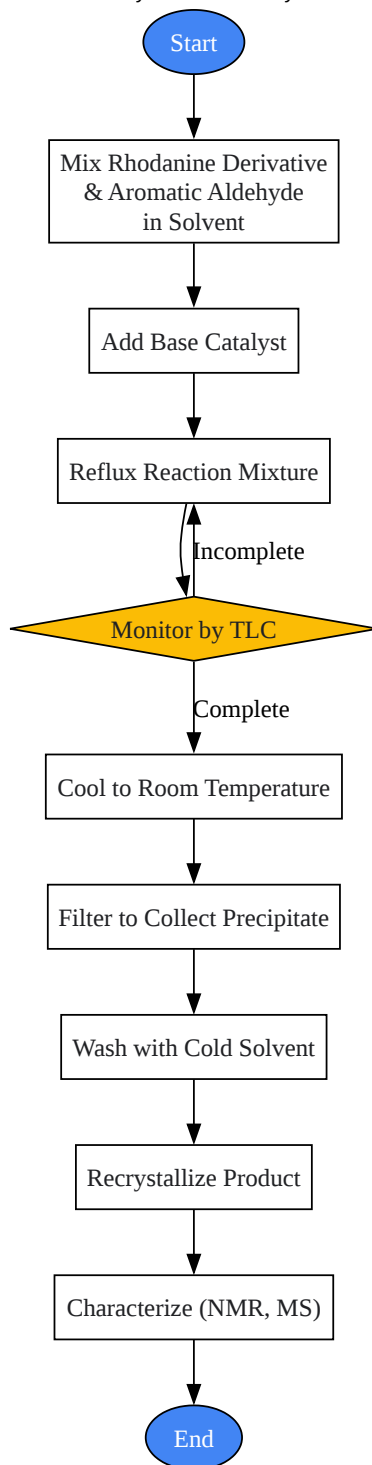 Start
Mix Rhodanine Derivative
& Aromatic Aldehyde
in Solvent
Add Base Catalyst
Reflux Reaction Mixture
Incomplete
Monitor by TLC
Complete
Cool to Room Temperature
Filter to Collect Precipitate
Wash with Cold Solvent
Recrystallize Product
Characterize (NMR, MS)
End